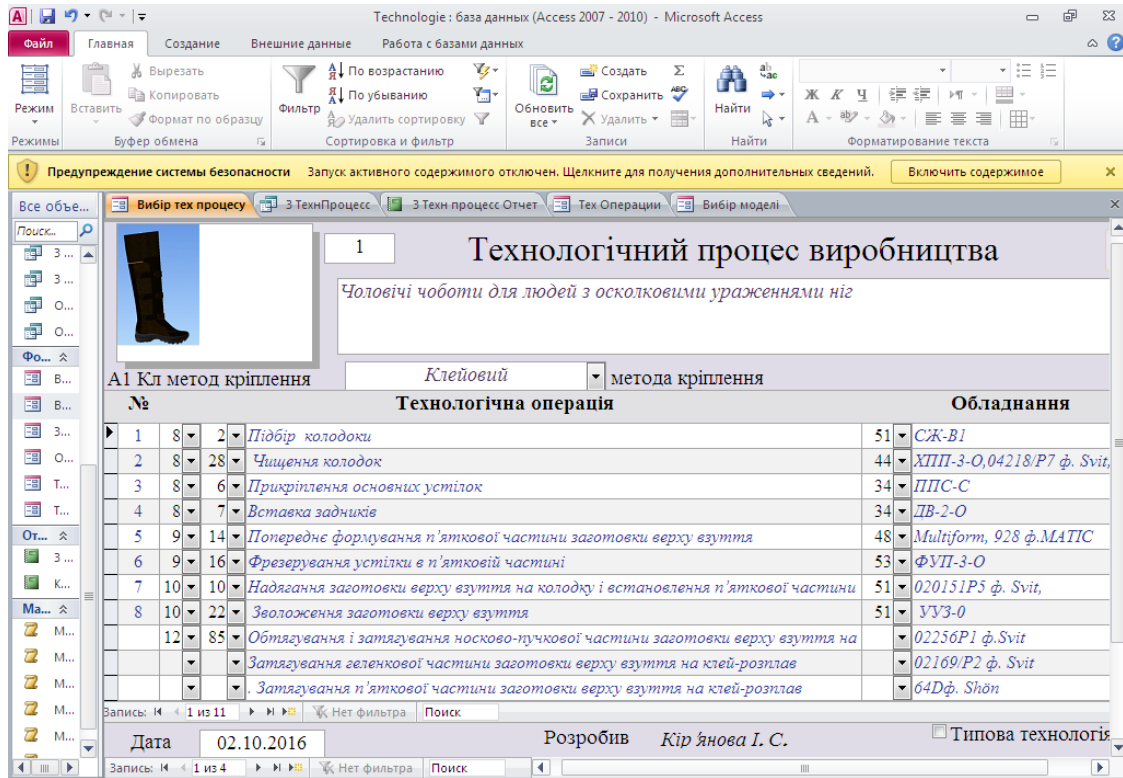 Technologie : база данных (Access 2007 - 2010) - Microsoft Access
Файл Главная Создание Внешние данные Работа с базами данных
Режим
Режимы
Вставить
Вырезать
Копировать
Формат по образцу
Буфер обмена
Фильтр
По возрастанию
По убыванию
Удалить сортировку
Сортировка и фильтр
Обновить все
Создать
Сохранить
Удалить
Записи
Найти
Найти
Ж К Ч
Форматирование текста
Предупреждение системы безопасности Запуск активного содержимого отключен. Щелкните для получения дополнительных сведений. Включить содержимое
Все объе...
Поиск...
З ...
З ...
О...
О...
Фо...
В...
В...
З...
О...
Т...
Т...
От...
З ...
К...
Ма...
М...
М...
М...
М...
М...
Вибір тех процесу З ТехнПроцесс З Техн процесс Отчет Тех Операции Вибір моделі
1 Технологічний процес виробництва
Чоловічі чоботи для людей з осколковими ураженнями ніг
А1 Кл метод кріплення Клейовий метода кріплення
№ Технологічна операція Обладнання
1 8 2 Підбір колодоки 51 СЖ-В1
2 8 28 Чищення колодок 44 ХПП-3-О,04218/Р7 ф. Svit,
3 8 6 Прикріплення основних устілок 34 ППС-С
4 8 7 Вставка задників 34 ДВ-2-О
5 9 14 Попереднє формування п’яткової частини заготовки верху взуття 48 Multiform, 928 ф.MATIC
6 9 16 Фрезерування устілки в п’ятковій частині 53 ФУП-3-О
7 10 10 Надягання заготовки верху взуття на колодку і встановлення п’яткової частини 51 020151Р5 ф. Svit,
8 10 22 Зволоження заготовки верху взуття 51 УУЗ-0
12 85 Обтягування і затягування носково-пучкової частини заготовки верху взуття на 02256Р1 ф.Svit
Затягування геленкової частини заготовки верху взуття на клей-розплав 02169/Р2 ф. Svit
. Затягування п’яткової частини заготовки верху взуття на клей-розплав 64Dф. Shön
Запись: 1 из 11 Нет фильтра Поиск
Дата 02.10.2016 Розробив Кір'янова І. С. Типова технологія
Запись: 1 из 4 Нет фильтра Поиск